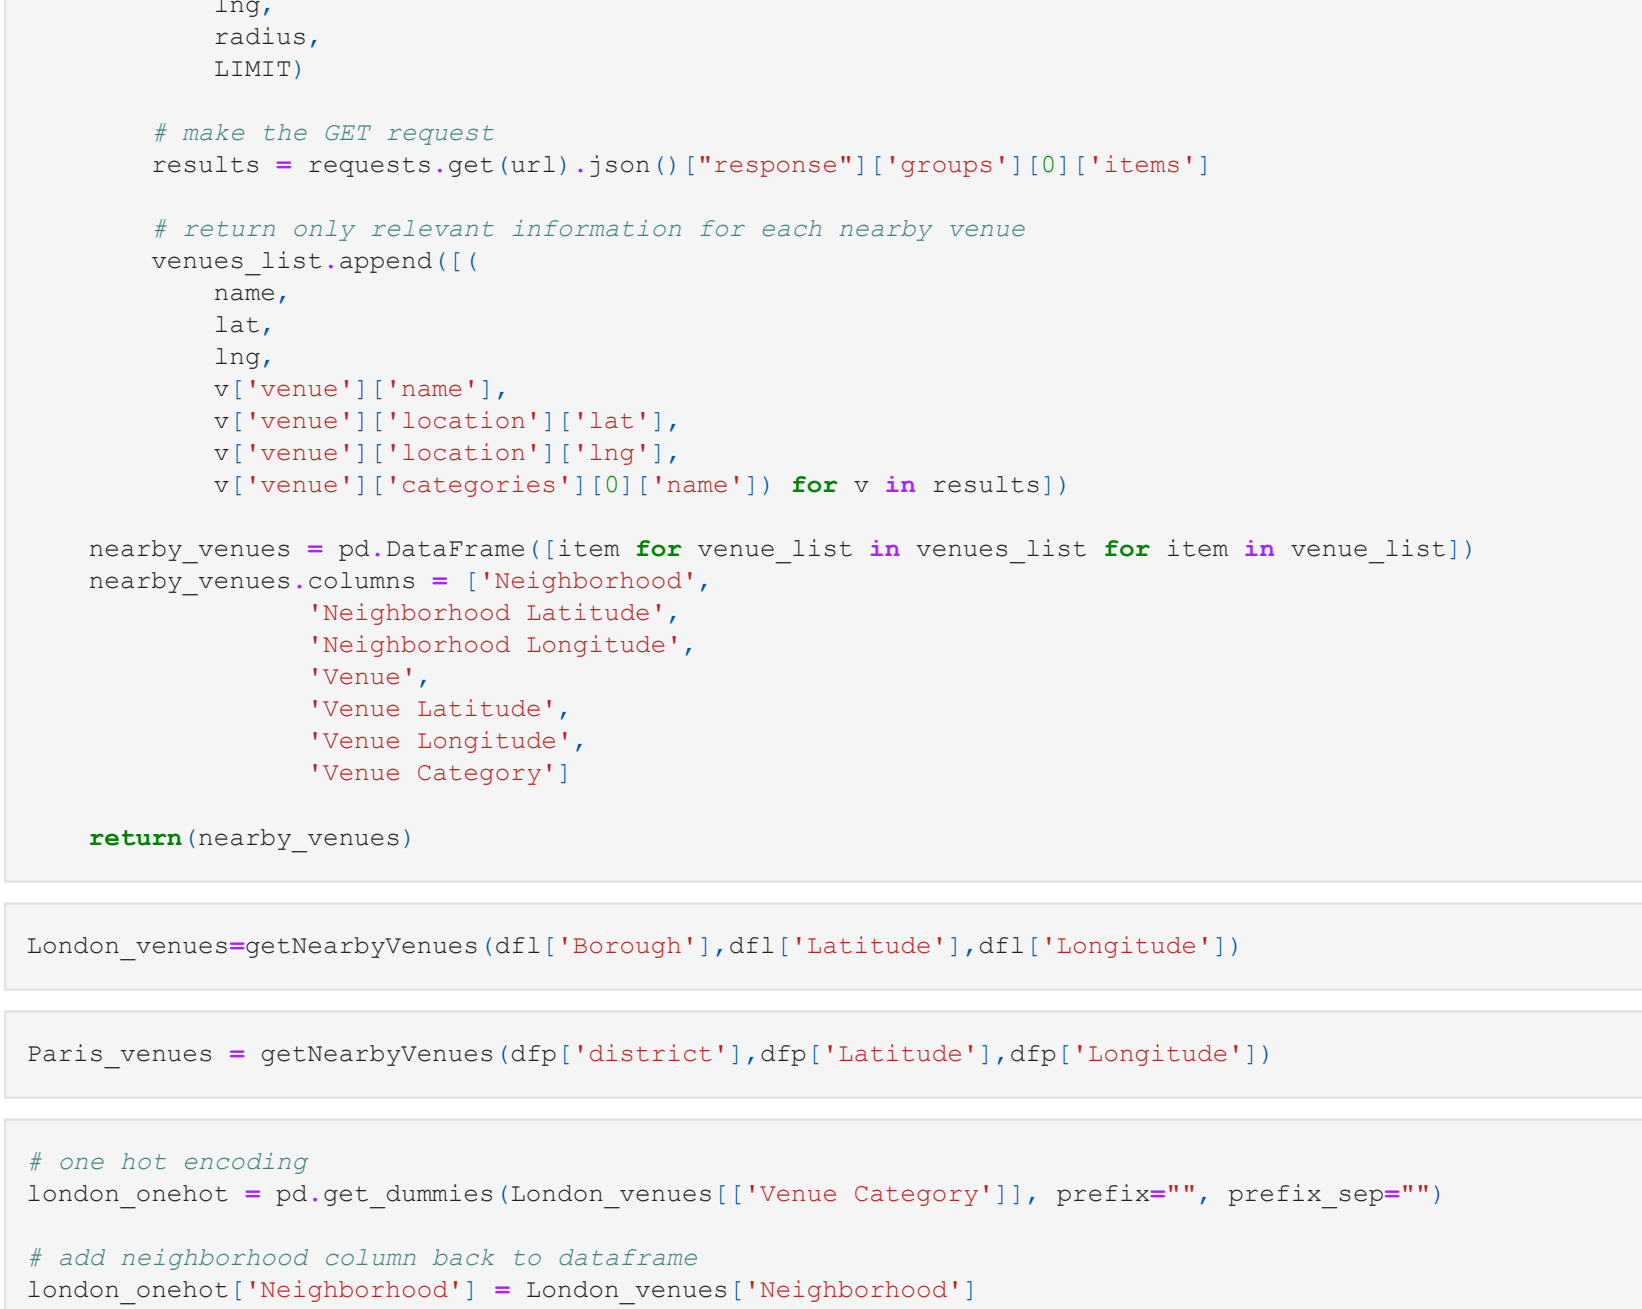 lng,
            radius,
            LIMIT)
        # make the GET request
        results = requests.get(url).json()["response"]['groups'][0]['items']
        # return only relevant information for each nearby venue
        venues_list.append([(
            name,
            lat,
            lng,
            v['venue']['name'],
            v['venue']['location']['lat'],
            v['venue']['location']['lng'],
            v['venue']['categories'][0]['name']) for v in results])
    nearby_venues = pd.DataFrame([item for venue_list in venues_list for item in venue_list])
    nearby_venues.columns = ['Neighborhood',
                  'Neighborhood Latitude',
                  'Neighborhood Longitude',
                  'Venue',
                  'Venue Latitude',
                  'Venue Longitude',
                  'Venue Category']
    return(nearby_venues)
London_venues=getNearbyVenues(dfl['Borough'],dfl['Latitude'],dfl['Longitude'])
Paris_venues = getNearbyVenues(dfp['district'],dfp['Latitude'],dfp['Longitude'])
# one hot encoding
london_onehot = pd.get_dummies(London_venues[['Venue Category']], prefix="", prefix_sep="")
# add neighborhood column back to dataframe
london_onehot['Neighborhood'] = London_venues['Neighborhood']